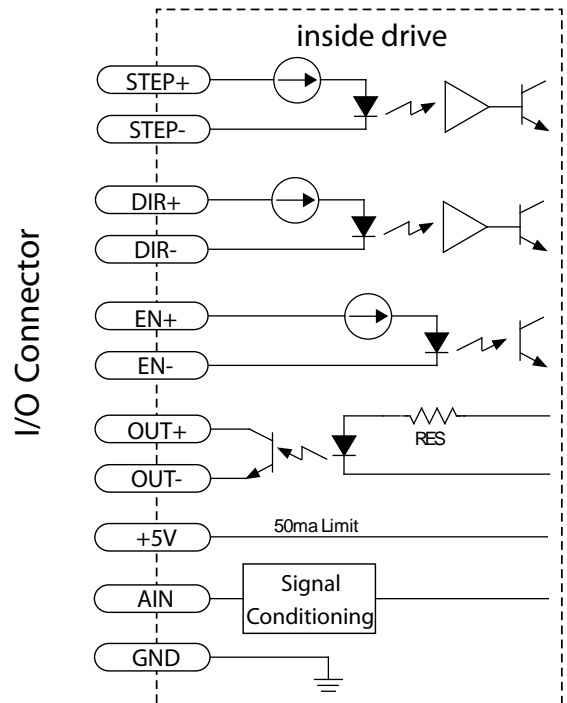 inside drive
I/O Connector
STEP+
STEP-
DIR+
DIR-
EN+
EN-
OUT+
RES
OUT-
+5V
50ma Limit
AIN
Signal
Conditioning
GND